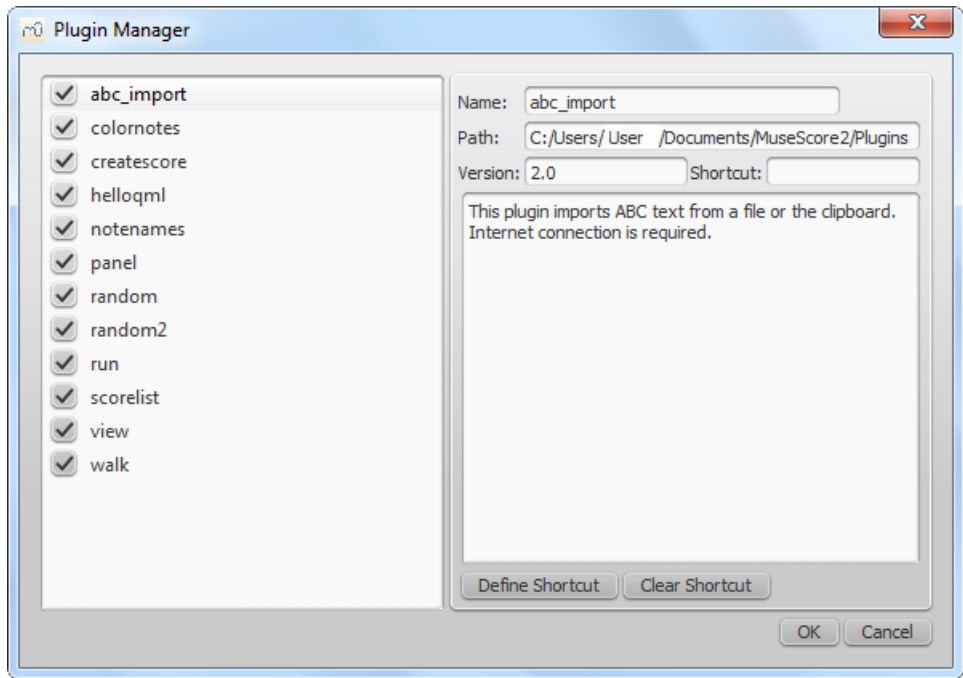 Plugin Manager
abc_import
colornotes
createscore
helloqml
notenames
panel
random
random2
run
scorelist
view
walk
Name: abc_import
Path: C:/Users/ User /Documents/MuseScore2/Plugins
Version: 2.0 Shortcut:
This plugin imports ABC text from a file or the clipboard.
Internet connection is required.
Define Shortcut Clear Shortcut
OK Cancel